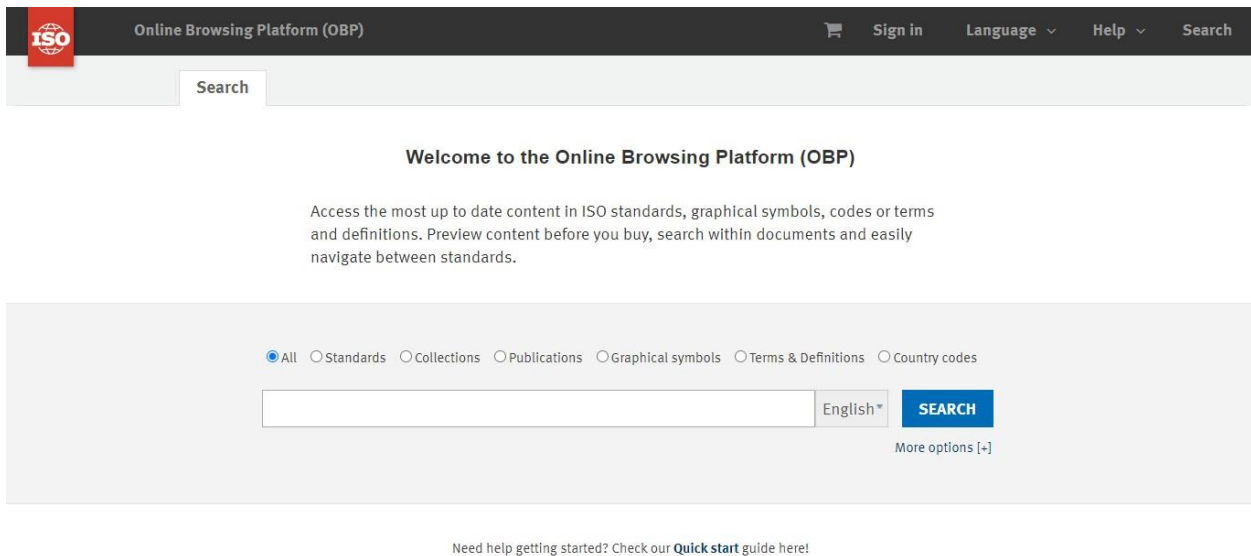 ISO
Online Browsing Platform (OBP)
Sign in
Language
Help
Search
Search
Welcome to the Online Browsing Platform (OBP)
Access the most up to date content in ISO standards, graphical symbols, codes or terms
and definitions. Preview content before you buy, search within documents and easily
navigate between standards.
All Standards Collections Publications Graphical symbols Terms & Definitions Country codes
English SEARCH
More options [+]
Need help getting started? Check our Quick start guide here!